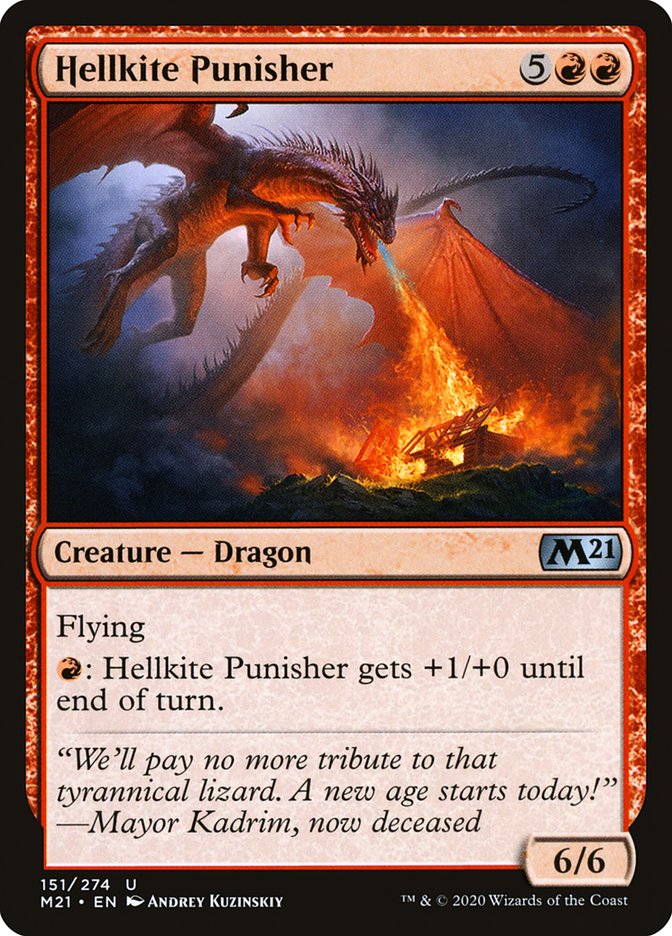 Hellkite Punisher 5
Creature — Dragon M21
Flying
: Hellkite Punisher gets +1/+0 until
end of turn.
“We’ll pay no more tribute to that
tyrannical lizard. A new age starts today!”
—Mayor Kadrim, now deceased
6/6
151/274 U
M21 • EN Andrey Kuzinskiy
™ & © 2020 Wizards of the Coast